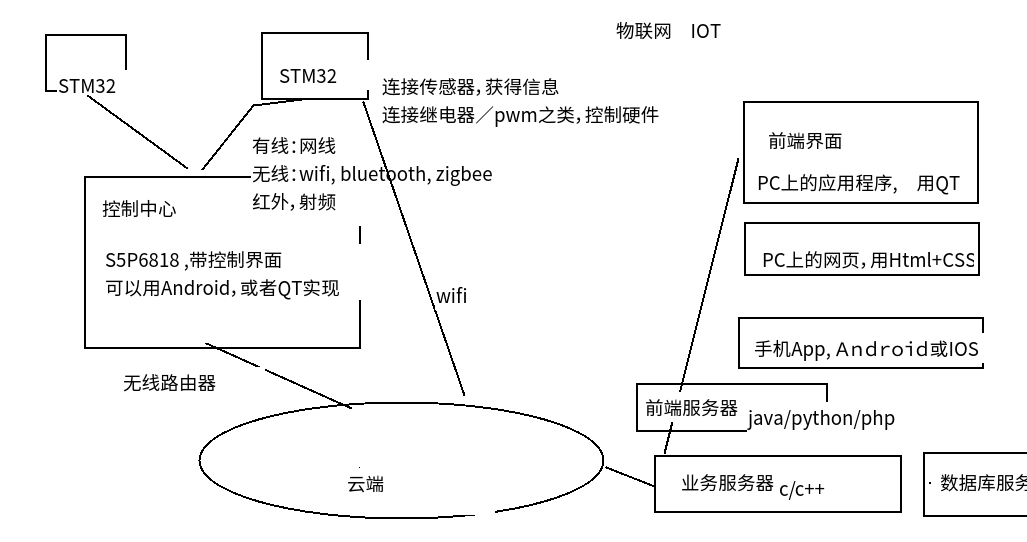 物联网 IOT
STM32
STM32
连接传感器，获得信息
连接继电器／pwm之类，控制硬件
有线：网线
无线：wifi, bluetooth, zigbee
红外，射频
控制中心
S5P6818 ,带控制界面
可以用Android，或者QT实现
wifi
无线路由器
云端
前端界面
PC上的应用程序， 用QT
PC上的网页，用Html+CSS
手机App, Android或IOS
前端服务器
java/python/php
业务服务器 c/c++
数据库服务